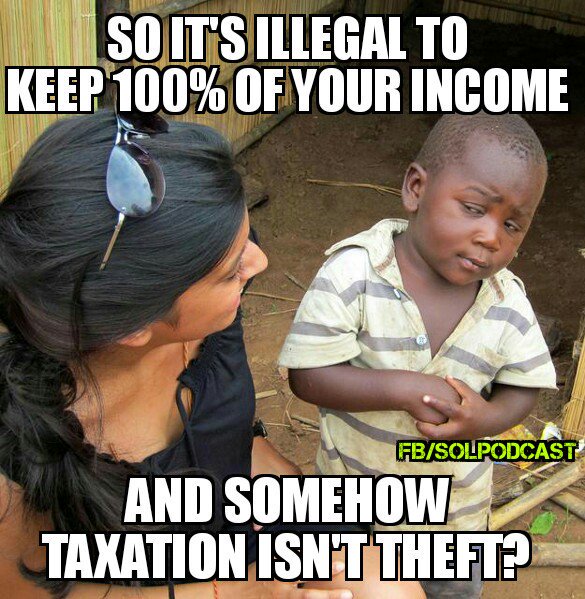 SO IT'S ILLEGAL TO
KEEP 100% OF YOUR INCOME
FB/SOLPODCAST
AND SOMEHOW
TAXATION ISN'T THEFT?